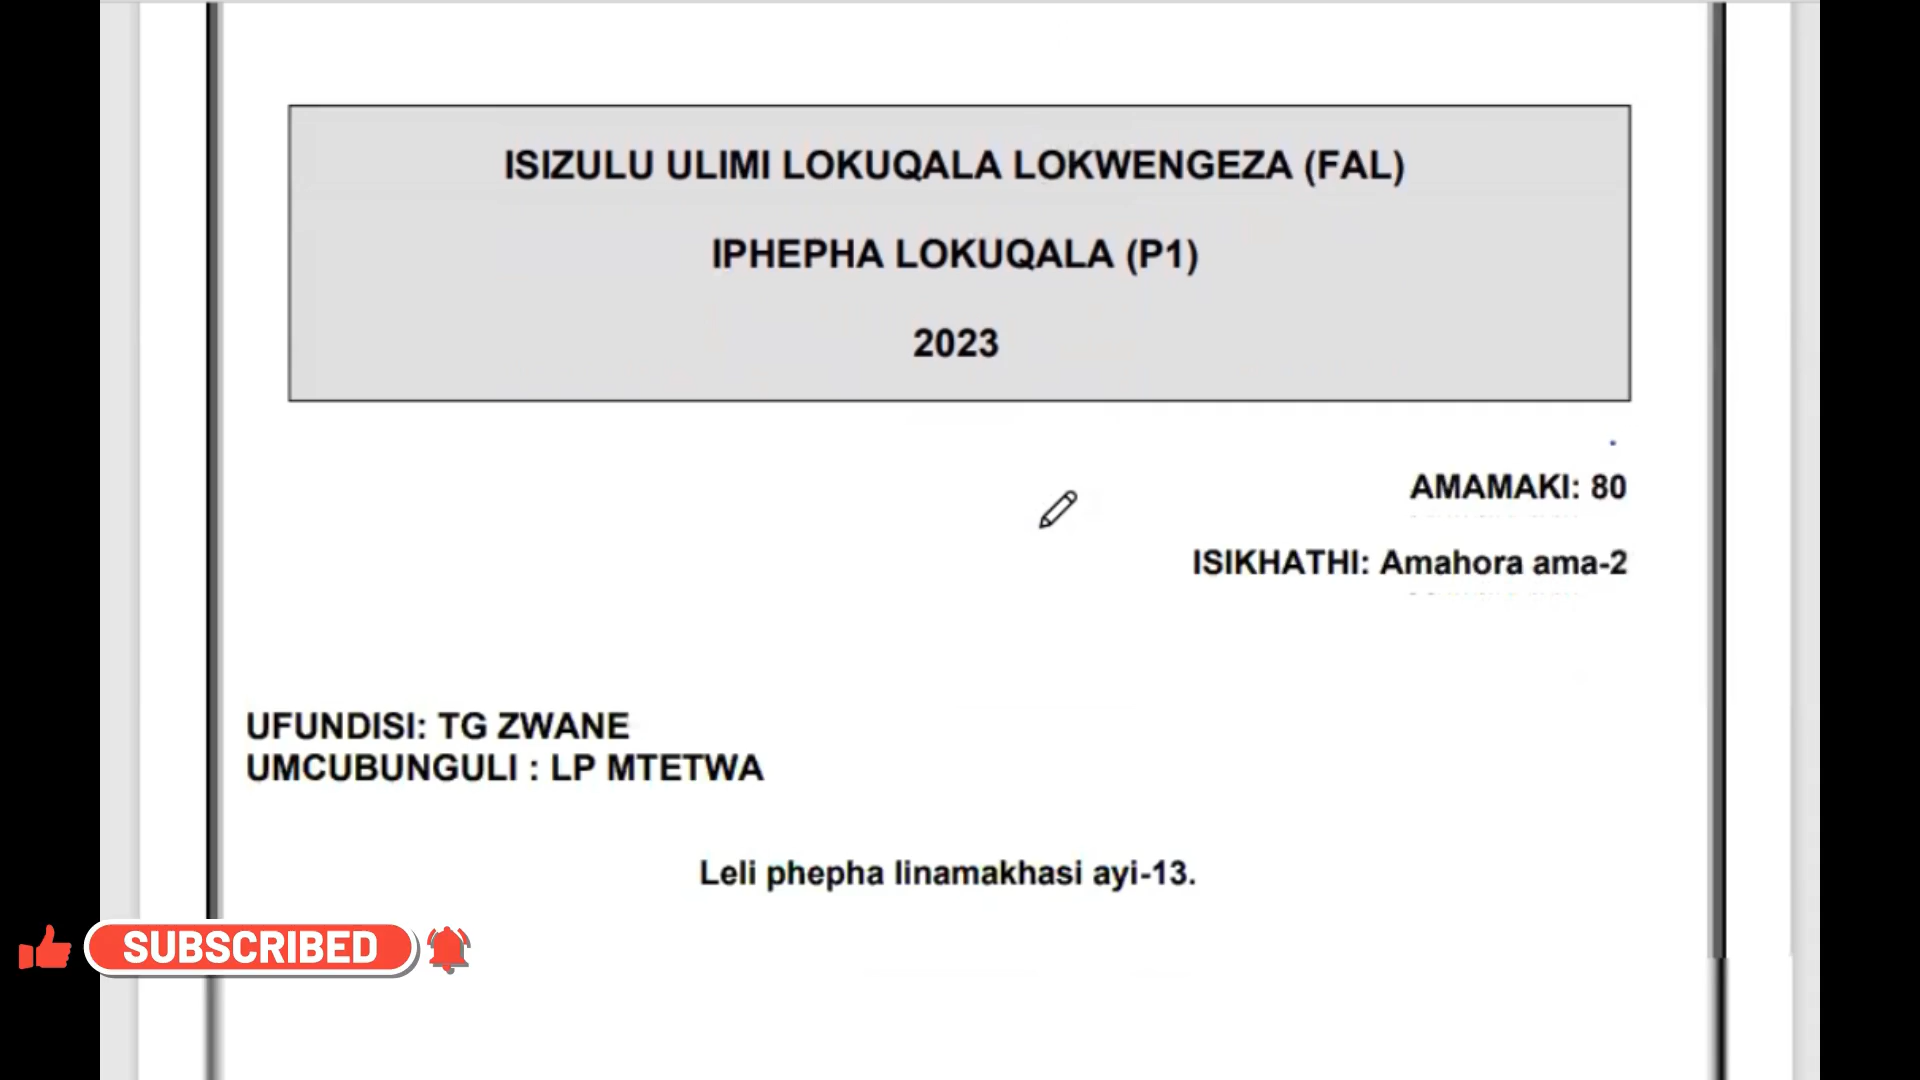 ISIZULU ULIMI LOKUQALA LOKWENGEZA (FAL)
IPHEPHA LOKUQALA (P1)
2023
AMAMAKI: 80
ISIKHATHI: Amahora ama-2
UFUNDISI: TG ZWANE
UMCUBUNGULI : LP MTETWA
Leli phepha linamakhasi ayi-13.
SUBSCRIBED